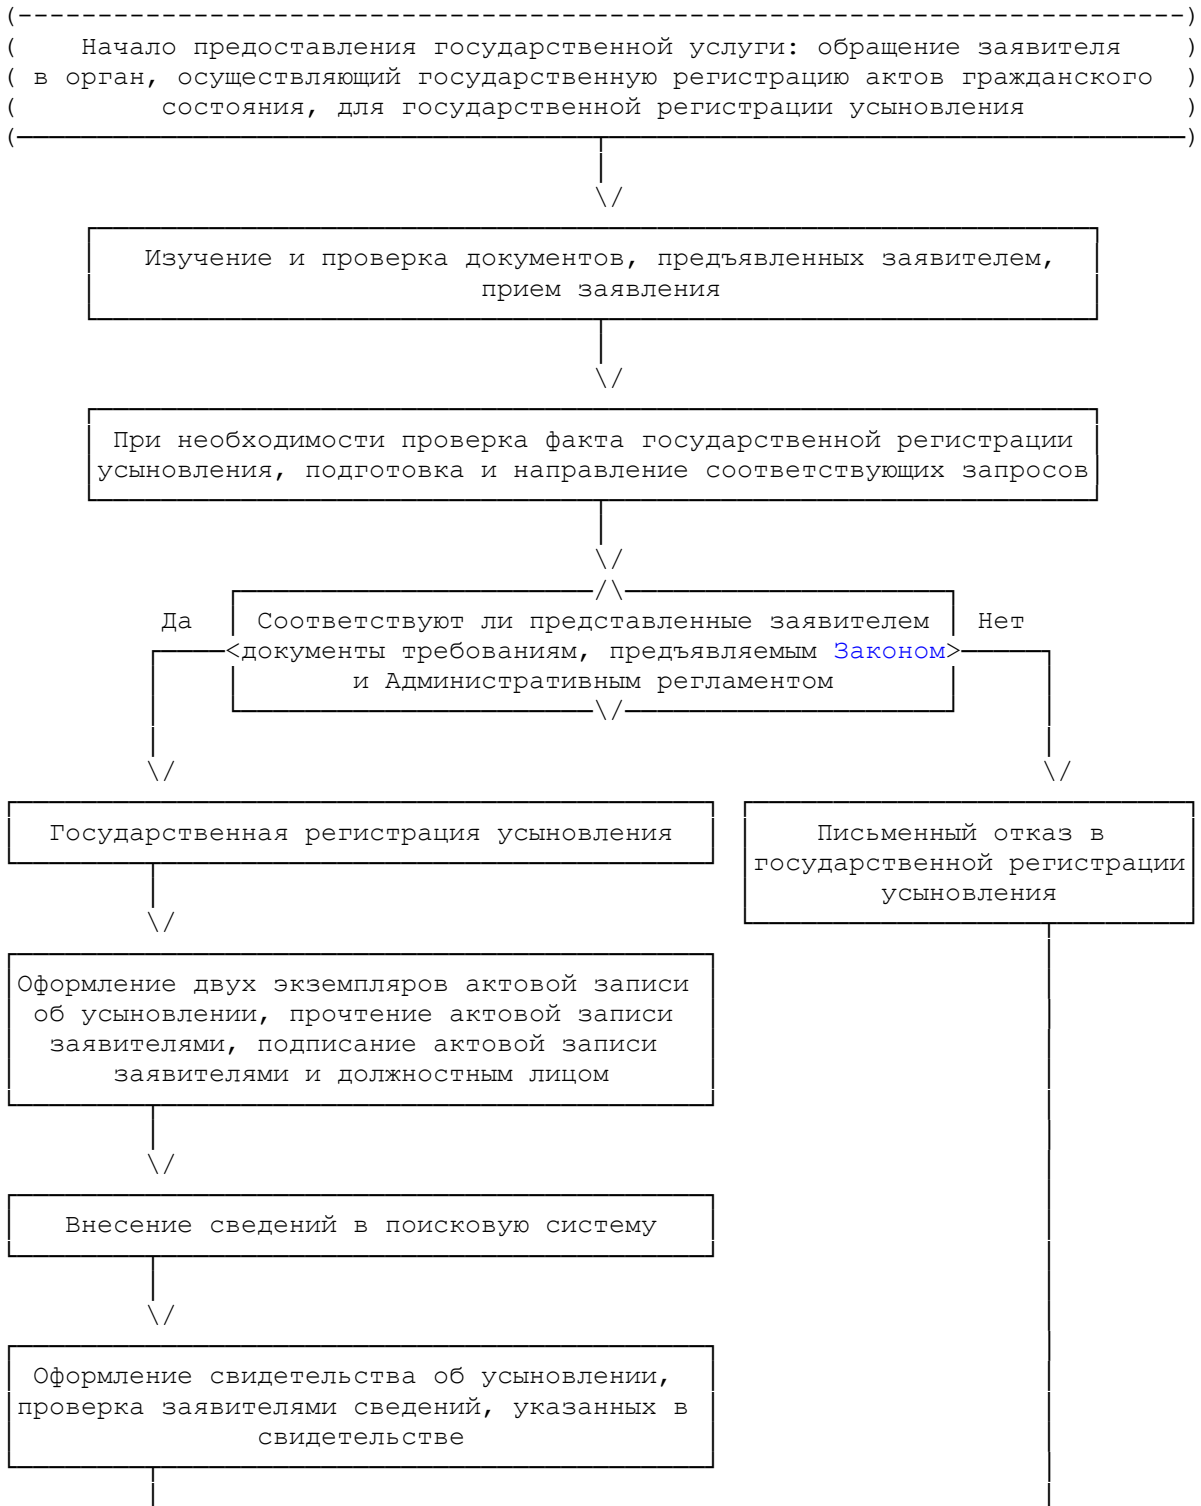 Начало предоставления государственной услуги: обращение заявителя
в орган, осуществляющий государственную регистрацию актов гражданского
состояния, для государственной регистрации усыновления
Изучение и проверка документов, предъявленных заявителем,
прием заявления
При необходимости проверка факта государственной регистрации
усыновления, подготовка и направление соответствующих запросов
Да Соответствуют ли представленные заявителем Нет
документы требованиям, предъявляемым Законом
и Административным регламентом
Государственная регистрация усыновления
Письменный отказ в
государственной регистрации
усыновления
Оформление двух экземпляров актовой записи
об усыновлении, прочтение актовой записи
заявителями, подписание актовой записи
заявителями и должностным лицом
Внесение сведений в поисковую систему
Оформление свидетельства об усыновлении,
проверка заявителями сведений, указанных в
свидетельстве